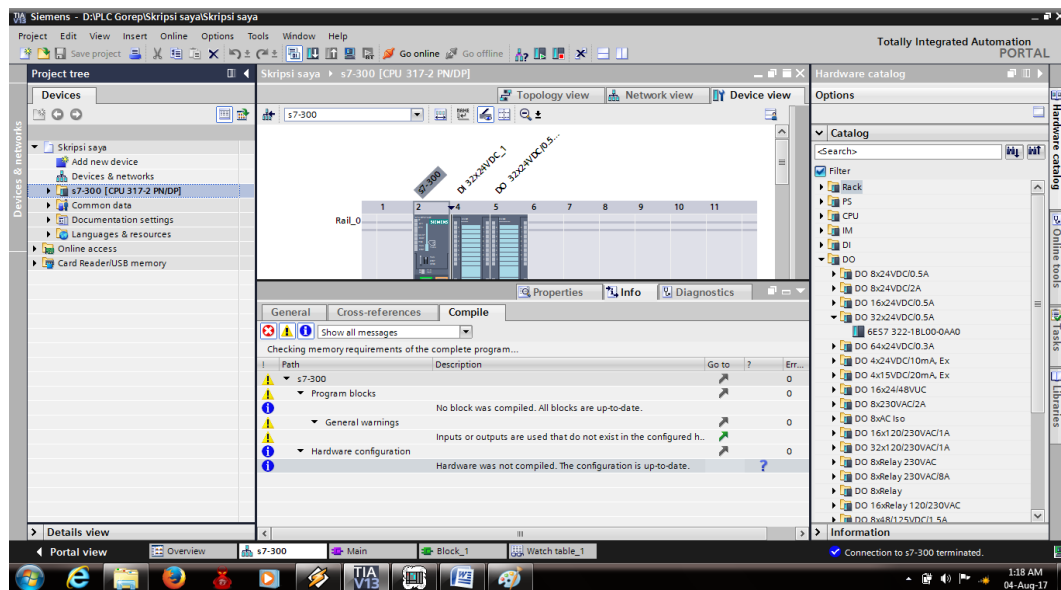 Siemens - D:\PLC Gorep\Skripsi saya\Skripsi saya
Project Edit View Insert Online Options Tools Window Help
Totally Integrated Automation
PORTAL
Save project
Go online
Go offline
Project tree
Skripsi saya ▸ s7-300 [CPU 317-2 PN/DP]
Hardware catalog
Devices
Topology view
Network view
Device view
Options
s7-300
Skripsi saya
Add new device
Devices & networks
s7-300 [CPU 317-2 PN/DP]
Common data
Documentation settings
Languages & resources
Online access
Card Reader/USB memory
Devices & networks
s7-300
DI 32x24VDC_1
DO 32x24VDC/0.5...
1 2 4 5 6 7 8 9 10 11
Rail_0
SIEMENS
Catalog
<Search>
Filter
Rack
PS
CPU
IM
DI
DO
DO 8x24VDC/0.5A
DO 8x24VDC/2A
DO 16x24VDC/0.5A
DO 32x24VDC/0.5A
6ES7 322-1BL00-0AA0
DO 64x24VDC/0.3A
DO 4x24VDC/10mA, Ex
DO 4x15VDC/20mA, Ex
DO 16x24/48VUC
DO 8x230VAC/2A
DO 8xAC Iso
DO 16x120/230VAC/1A
DO 32x120/230VAC/1A
DO 8xRelay 230VAC
DO 8xRelay 230VAC/8A
DO 8xRelay
DO 16xRelay 120/230VAC
DO 8x48/125VDC/1.5A
Hardware catalog
Online tools
Tasks
Libraries
Properties
Info
Diagnostics
General
Cross-references
Compile
Show all messages
Checking memory requirements of the complete program...
! Path Description Go to ? Err...
s7-300 0
Program blocks 0
No block was compiled. All blocks are up-to-date.
General warnings 0
Inputs or outputs are used that do not exist in the configured h..
Hardware configuration 0
Hardware was not compiled. The configuration is up-to-date. ?
Details view
Information
Portal view
Overview
s7-300
Main
Block_1
Watch table_1
Connection to s7-300 terminated.
TIA
V13
1:18 AM
04-Aug-17